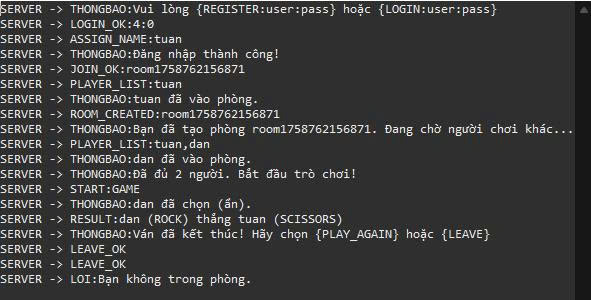 SERVER -> THONGBAO:Vui lòng {REGISTER:user:pass} hoặc {LOGIN:user:pass}
SERVER -> LOGIN_OK:4:0
SERVER -> ASSIGN_NAME:tuan
SERVER -> THONGBAO:Đăng nhập thành công!
SERVER -> JOIN_OK:room1758762156871
SERVER -> PLAYER_LIST:tuan
SERVER -> THONGBAO:tuan đã vào phòng.
SERVER -> ROOM_CREATED:room1758762156871
SERVER -> THONGBAO:Bạn đã tạo phòng room1758762156871. Đang chờ người chơi khác...
SERVER -> PLAYER_LIST:tuan,dan
SERVER -> THONGBAO:dan đã vào phòng.
SERVER -> THONGBAO:Đã đủ 2 người. Bắt đầu trò chơi!
SERVER -> START:GAME
SERVER -> THONGBAO:dan đã chọn (ẩn).
SERVER -> RESULT:dan (ROCK) thắng tuan (SCISSORS)
SERVER -> THONGBAO:Ván đã kết thúc! Hãy chọn {PLAY_AGAIN} hoặc {LEAVE}
SERVER -> LEAVE_OK
SERVER -> LEAVE_OK
SERVER -> LOI:Bạn không trong phòng.